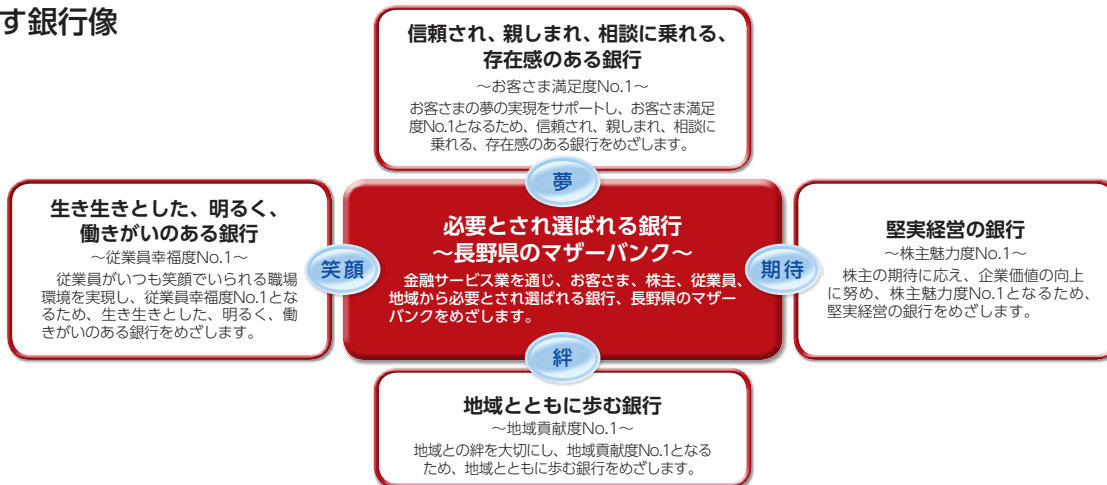 す銀行像
信頼され、親しまれ、相談に乗れる、
存在感のある銀行
～お客さま満足度No.1～
お客さまの夢の実現をサポートし、お客さま満足
度No.1となるため、信頼され、親しまれ、相談に
乗れる、存在感のある銀行をめざします。
夢
生き生きとした、明るく、
働きがいのある銀行
～従業員幸福度No.1～
従業員がいつも笑顔でいられる職場
環境を実現し、従業員幸福度No.1とな
るため、生き生きとした、明るく、働
きがいのある銀行をめざします。
笑顔
必要とされ選ばれる銀行
～長野県のマザーバンク～
金融サービス業を通じ、お客さま、株主、従業員、
地域から必要とされ選ばれる銀行、長野県のマザー
バンクをめざします。
期待
堅実経営の銀行
～株主魅力度No.1～
株主の期待に応え、企業価値の向上
に努め、株主魅力度No.1となるため、
堅実経営の銀行をめざします。
絆
地域とともに歩む銀行
～地域貢献度No.1～
地域との絆を大切にし、地域貢献度No.1となる
ため、地域とともに歩む銀行をめざします。